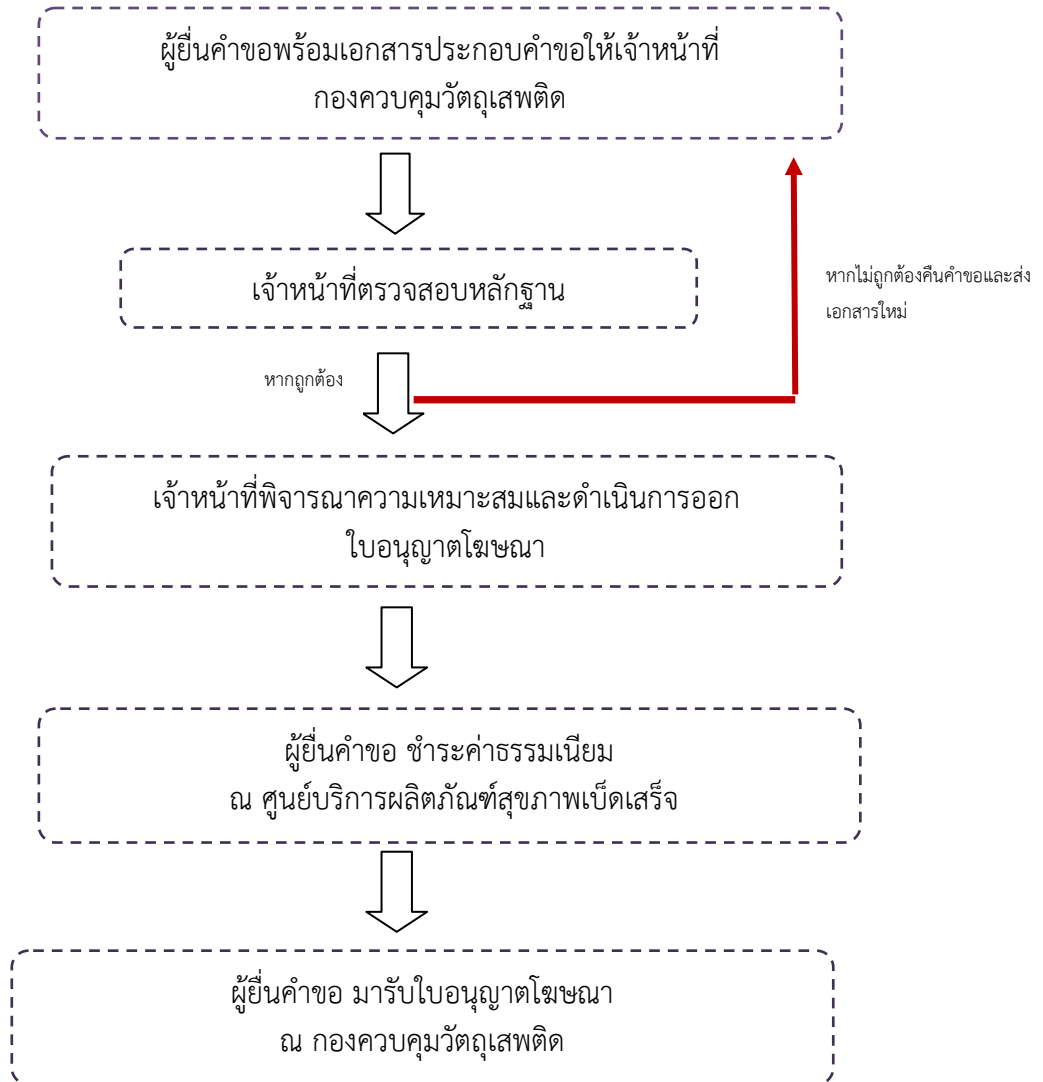 ผู้ยื่นคำขอพร้อมเอกสารประกอบคำขอให้เจ้าหน้าที่
กองควบคุมวัตถุเสพติด
เจ้าหน้าที่ตรวจสอบหลักฐาน
หากไม่ถูกต้องคืนคำขอและส่ง
เอกสารใหม่
หากถูกต้อง
เจ้าหน้าที่พิจารณาความเหมาะสมและดำเนินการออก
ใบอนุญาตโฆษณา
ผู้ยื่นคำขอ ชำระค่าธรรมเนียม
ณ ศูนย์บริการผลิตภัณฑ์สุขภาพเบ็ดเสร็จ
ผู้ยื่นคำขอ มารับใบอนุญาตโฆษณา
ณ กองควบคุมวัตถุเสพติด